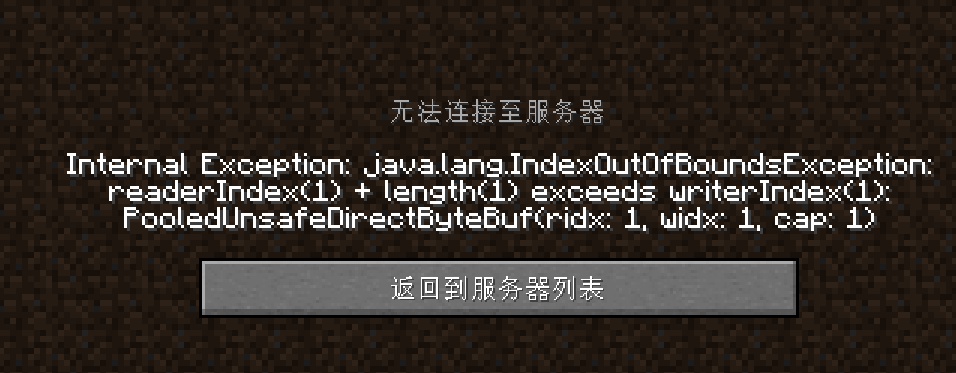 无法连接至服务器
Internal Exception: java.lang.IndexOutOfBoundsException:
readerIndex(1) + length(1) exceeds writerIndex(1):
PooledUnsafeDirectByteBuf(ridx: 1, widx: 1, cap: 1)
返回到服务器列表